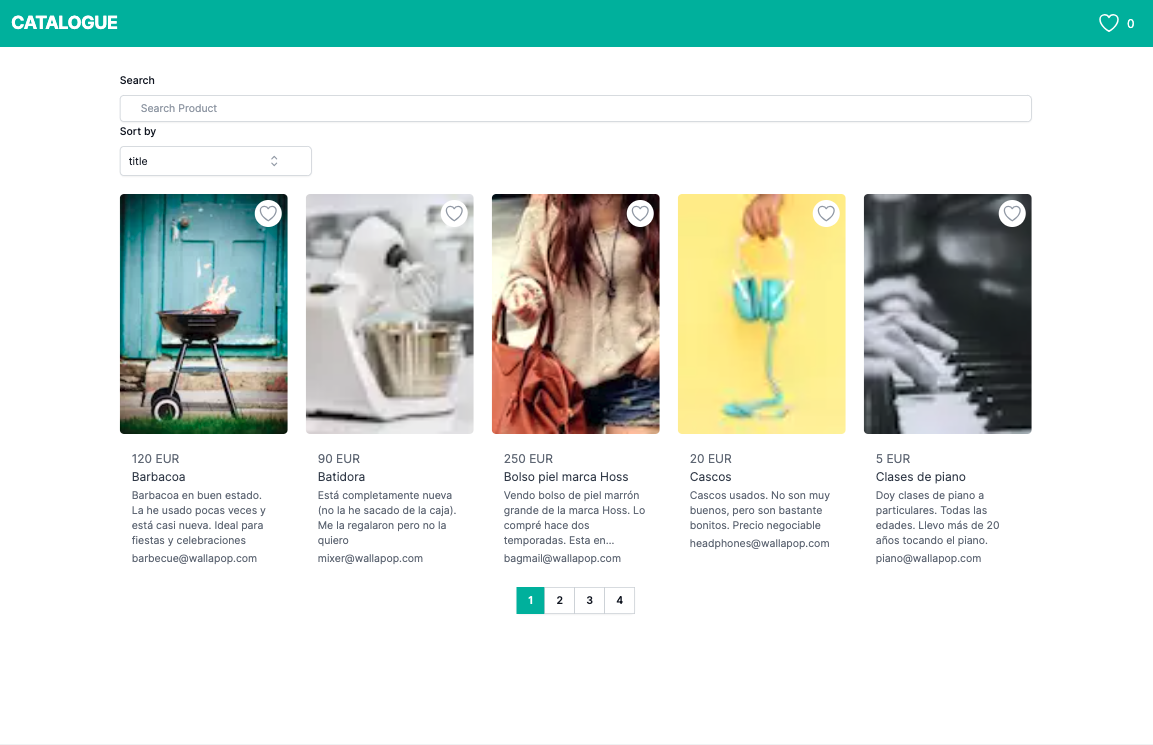 CATALOGUE
0
Search
Search Product
Sort by
title
120 EUR
Barbacoa
Barbacoa en buen estado.
La he usado pocas veces y
está casi nueva. Ideal para
fiestas y celebraciones
barbecue@wallapop.com
90 EUR
Batidora
Está completamente nueva
(no la he sacado de la caja).
Me la regalaron pero no la
quiero
mixer@wallapop.com
250 EUR
Bolso piel marca Hoss
Vendo bolso de piel marrón
grande de la marca Hoss. Lo
compré hace dos
temporadas. Esta en...
bagmail@wallapop.com
20 EUR
Cascos
Cascos usados. No son muy
buenos, pero son bastante
bonitos. Precio negociable
headphones@wallapop.com
5 EUR
Clases de piano
Doy clases de piano a
particulares. Todas las
edades. Llevo más de 20
años tocando el piano.
piano@wallapop.com
1 2 3 4